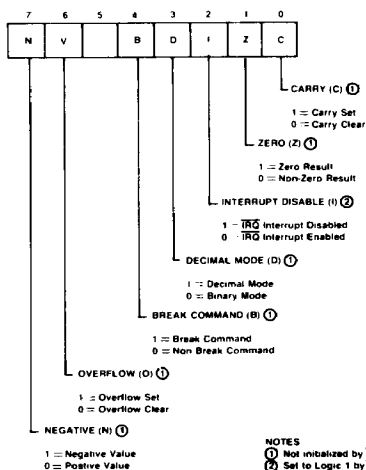 7 6 5 4 3 2 1 0
N V B D I Z C
CARRY (C) ①
1 = Carry Set
0 = Carry Clear
ZERO (Z) ①
1 = Zero Result
0 = Non-Zero Result
INTERRUPT DISABLE (I) ②
1 = IRQ Interrupt Disabled
0 = IRQ Interrupt Enabled
DECIMAL MODE (D) ①
1 = Decimal Mode
0 = Binary Mode
BREAK COMMAND (B) ①
1 = Break Command
0 = Non Break Command
OVERFLOW (O) ①
1 = Overflow Set
0 = Overflow Clear
NEGATIVE (N) ①
1 = Negative Value
0 = Positive Value
NOTES
① Not initialized by
② Set to Logic 1 by